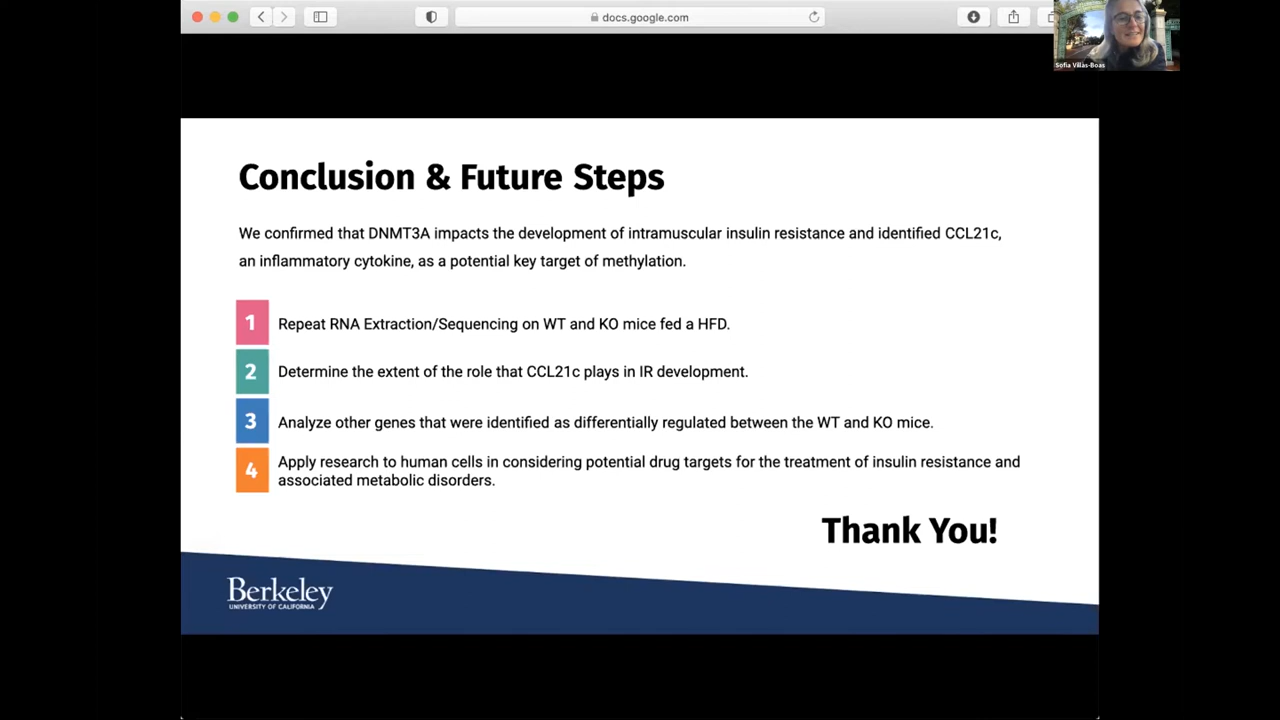 docs.google.com
Sofia Villas-Boas
Conclusion & Future Steps
We confirmed that DNMT3A impacts the development of intramuscular insulin resistance and identified CCL21c,
an inflammatory cytokine, as a potential key target of methylation.
1 Repeat RNA Extraction/Sequencing on WT and KO mice fed a HFD.
2 Determine the extent of the role that CCL21c plays in IR development.
3 Analyze other genes that were identified as differentially regulated between the WT and KO mice.
4 Apply research to human cells in considering potential drug targets for the treatment of insulin resistance and
associated metabolic disorders.
Thank You!
Berkeley
UNIVERSITY OF CALIFORNIA